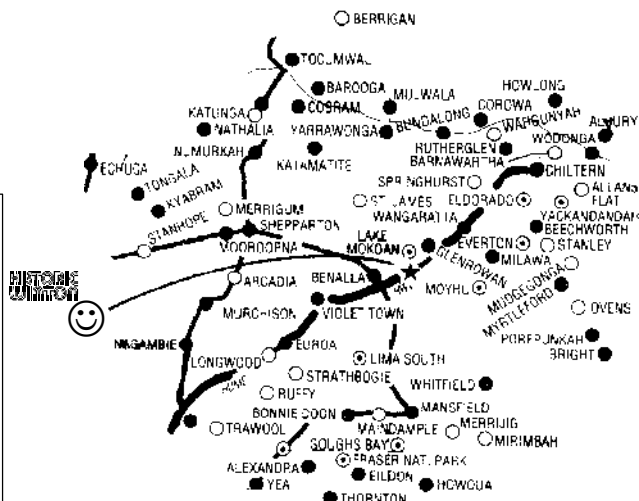 BERRIGAN
TOCUMWAL
BAROOGA
MULWALA
HOWLONG
KATUNGA
COBRAM
BUNDALONG
COROWA
WAHGUNYAH
ALBURY
NATHALIA
YARRAWONGA
RUTHERGLEN
WODONGA
NUMURKAH
KATAMATITE
BARNAWARTHA
CHILTERN
ECHUCA
TONGALA
KYABRAM
SPRINGHURST
ALLANS
FLAT
MERRIGUM
ST JAMES
ELDORADO
STANHOPE
SHEPPARTON
WANGARATTA
YACKANDANDAH
BEECHWORTH
MOOROOPNA
LAKE
MOKOAN
GLENROWAN
EVERTON
STANLEY
MILAWA
HISTORIC
WINTON
ARCADIA
BENALLA
MOYHU
MUDGEGONGA
MYRTLEFORD
MURCHISON
VIOLET TOWN
OVENS
NAGAMBIE
EUROA
POREPUNKAH
BRIGHT
LONGWOOD
LIMA SOUTH
HUME
STRATHBOGIE
WHITFIELD
RUFFY
BONNIE DOON
MANSFIELD
TRAWOOL
MAINDAMPLE
MERRIJIG
MIRIMBAH
GOUGHS BAY
ALEXANDRA
FRASER NAT. PARK
YEA
EILDON
HOWQUA
THORNTON